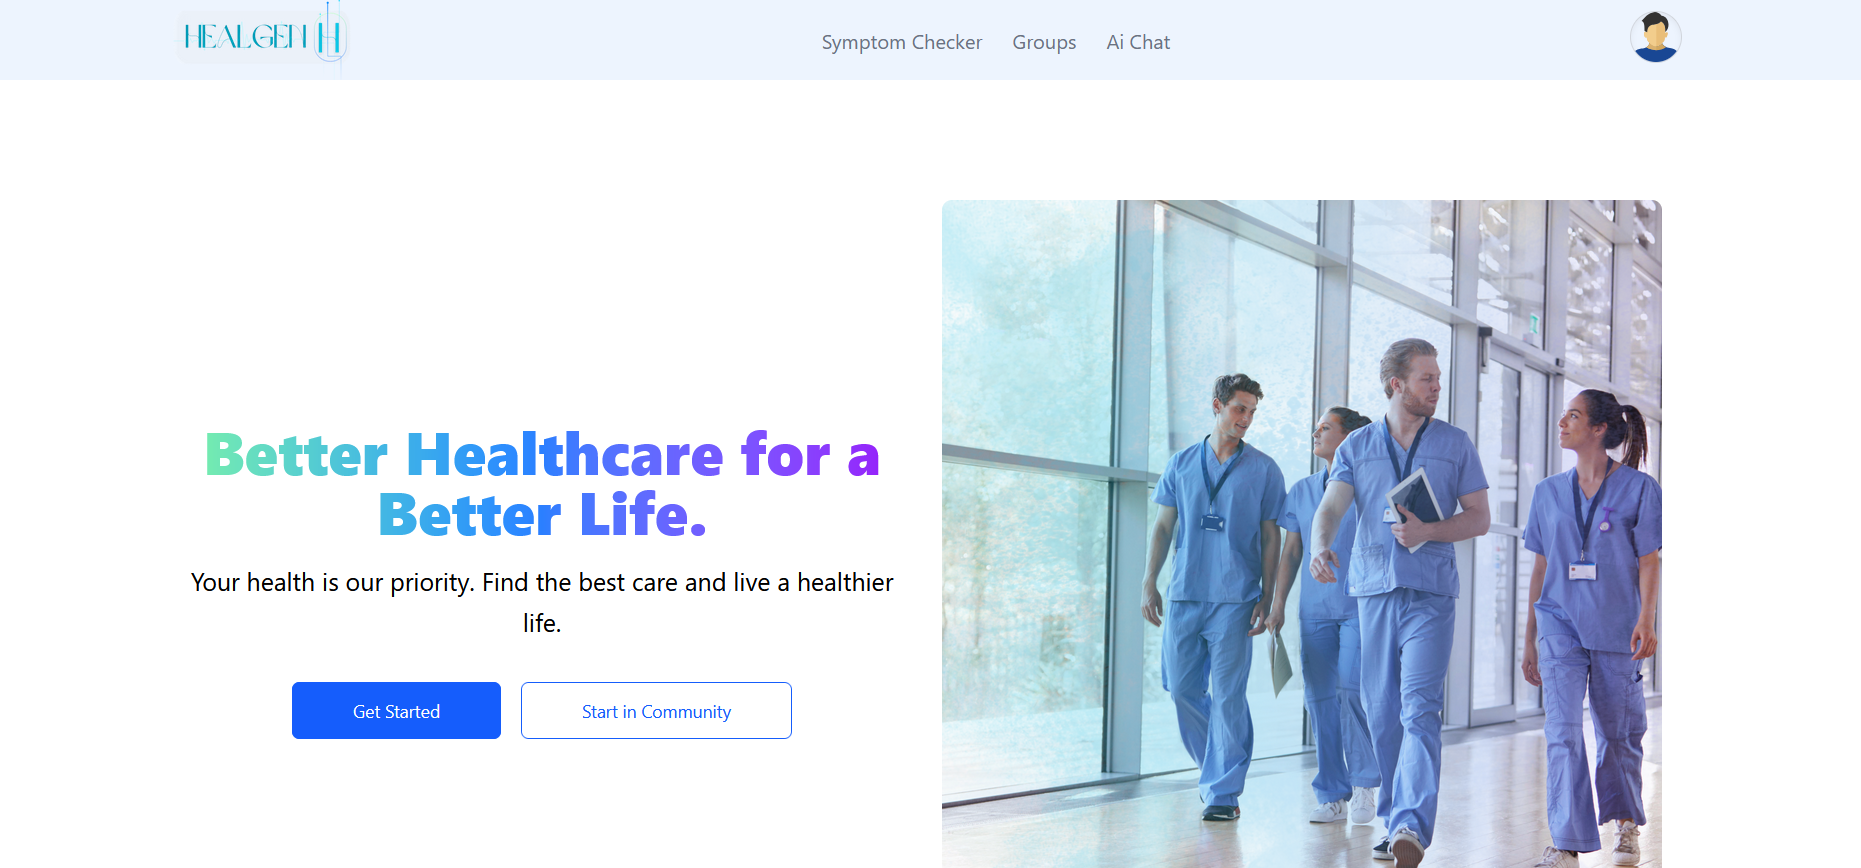 HEALGEN H
Symptom Checker
Groups
Ai Chat
Better Healthcare for a
Better Life.
Your health is our priority. Find the best care and live a healthier
life.
Get Started
Start in Community